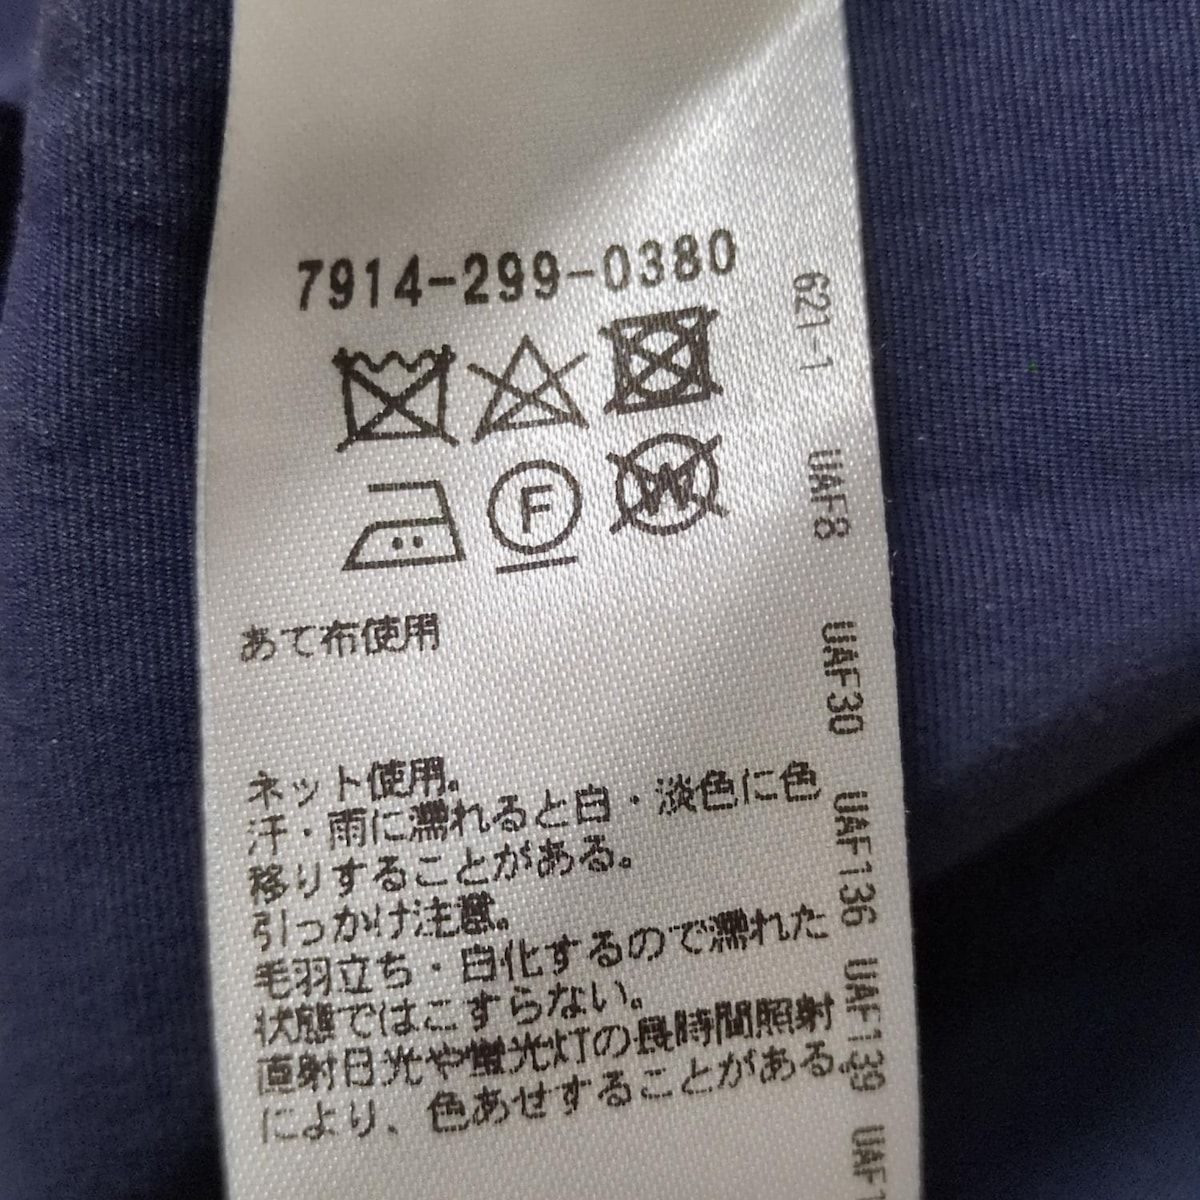 7914-299-0380
F
W
あて布使用
ネット使用。
汗・雨に濡れると白・淡色に色
移りすることがある。
引っかけ注意。
毛羽立ち・白化するので濡れた
状態ではこすらない。
直射日光や蛍光灯の長時間照射
により、色あせすることがある。
621-1
UAF8
UAF30
UAF136
UAF139